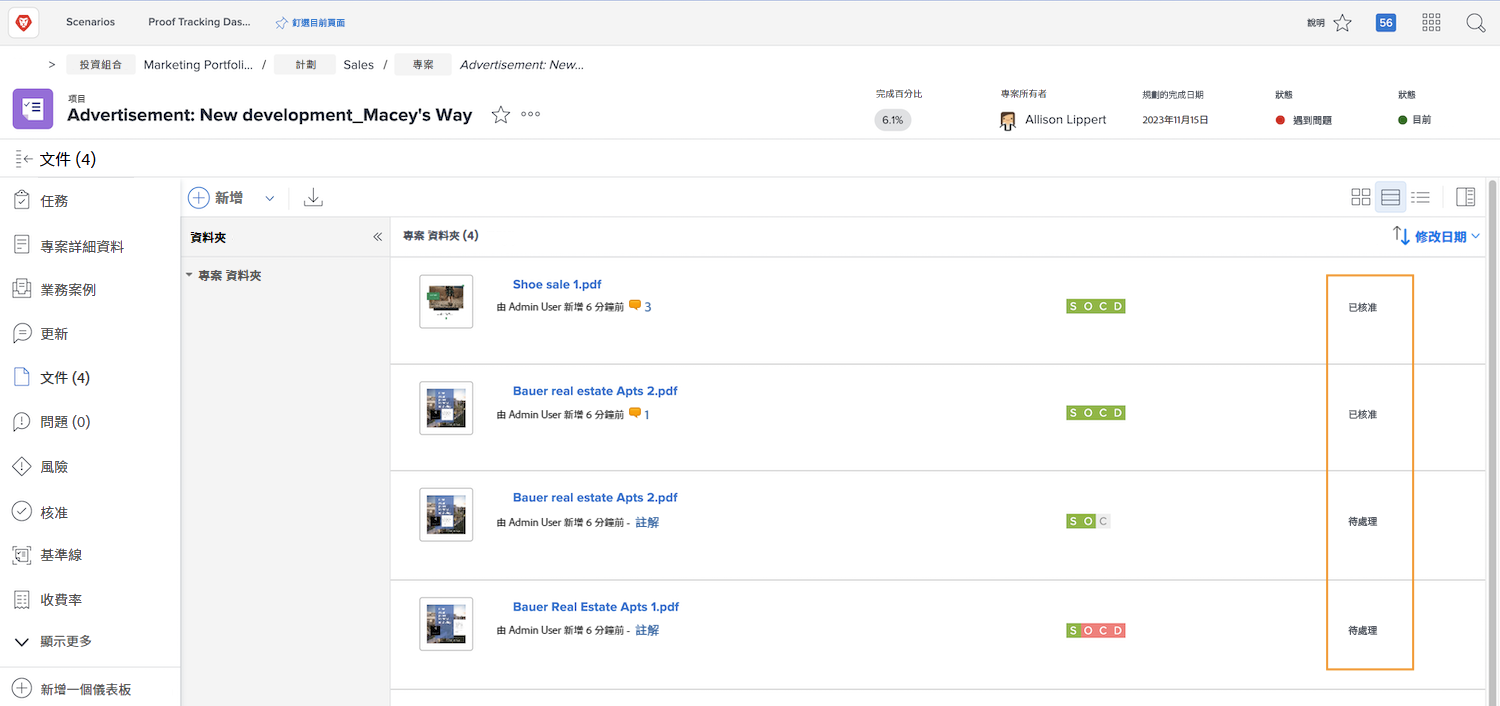 Scenarios Proof Tracking Das... 釘選目前頁面 說明 56
> 投資組合 Marketing Portfoli... / 計劃 Sales / 專案 Advertisement: New...
項目
Advertisement: New development_Macey's Way
完成百分比 專案所有者 規劃的完成日期 狀態 狀態
6.1% Allison Lippert 2023年11月15日 遇到問題 目前
文件 (4)
任務
專案詳細資料
業務案例
更新
文件 (4)
問題 (0)
風險
核准
基準線
收費率
顯示更多
新增一個儀表板
新增
資料夾
專案 資料夾
專案 資料夾 (4) 修改日期
Shoe sale 1.pdf
由 Admin User 新增 6 分鐘前 3 S O C D 已核准
Bauer real estate Apts 2.pdf
由 Admin User 新增 6 分鐘前 1 S O C D 已核准
Bauer real estate Apts 2.pdf
由 Admin User 新增 6 分鐘前 - 註解 S O C 待處理
Bauer Real Estate Apts 1.pdf
由 Admin User 新增 6 分鐘前 - 註解 S O C D 待處理